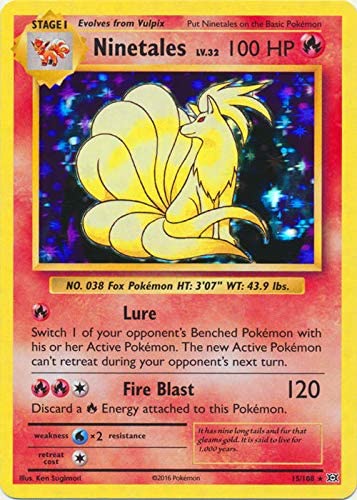 STAGE 1 Evolves from Vulpix Put Ninetales on the Basic Pokémon
Ninetales LV.32 100 HP
NO. 038 Fox Pokémon HT: 3'07" WT: 43.9 lbs.
Lure
Switch 1 of your opponent's Benched Pokémon with
his or her Active Pokémon. The new Active Pokémon
can't retreat during your opponent's next turn.
Fire Blast 120
Discard a Energy attached to this Pokémon.
weakness ×2 resistance
retreat
cost
It has nine long tails and fur that
gleams gold. It is said to live for
1,000 years.
Illus. Ken Sugimori ©2016 Pokémon 15/108 ★